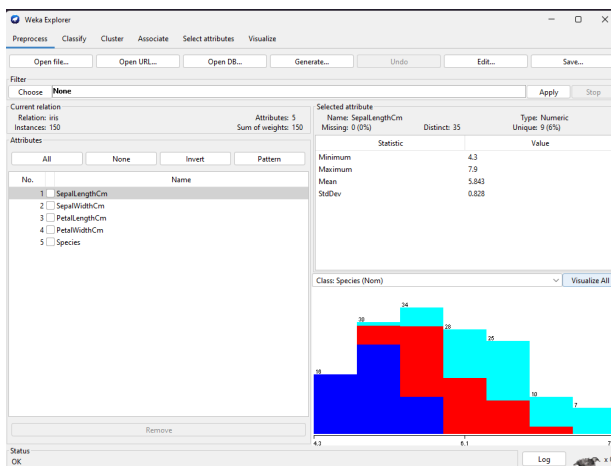 Weka Explorer
Preprocess Classify Cluster Associate Select attributes Visualize
Open file... Open URL... Open DB... Generate... Undo Edit... Save...
Filter
Choose None Apply Stop
Current relation
Relation: iris Attributes: 5
Instances: 150 Sum of weights: 150
Selected attribute
Name: SepalLengthCm Type: Numeric
Missing: 0 (0%) Distinct: 35 Unique: 9 (6%)
Attributes
All None Invert Pattern
No. Name
1 SepalLengthCm
2 SepalWidthCm
3 PetalLengthCm
4 PetalWidthCm
5 Species
Remove
Statistic Value
Minimum 4.3
Maximum 7.9
Mean 5.843
StdDev 0.828
Class: Species (Nom) Visualize All
34
30
28
25
16
10
7
4.3 6.1 7
Status
OK Log x